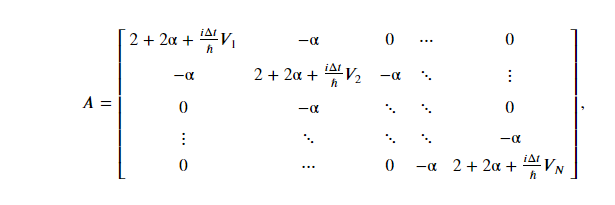 2 + 2α + iΔt/ħ V₁ −α 0 ⋯ 0
−α 2 + 2α + iΔt/ħ V₂ −α ⋱ ⋮
A = 0 −α ⋱ ⋱ 0 ,
⋮ ⋱ ⋱ ⋱ −α
0 ⋯ 0 −α 2 + 2α + iΔt/ħ V_N